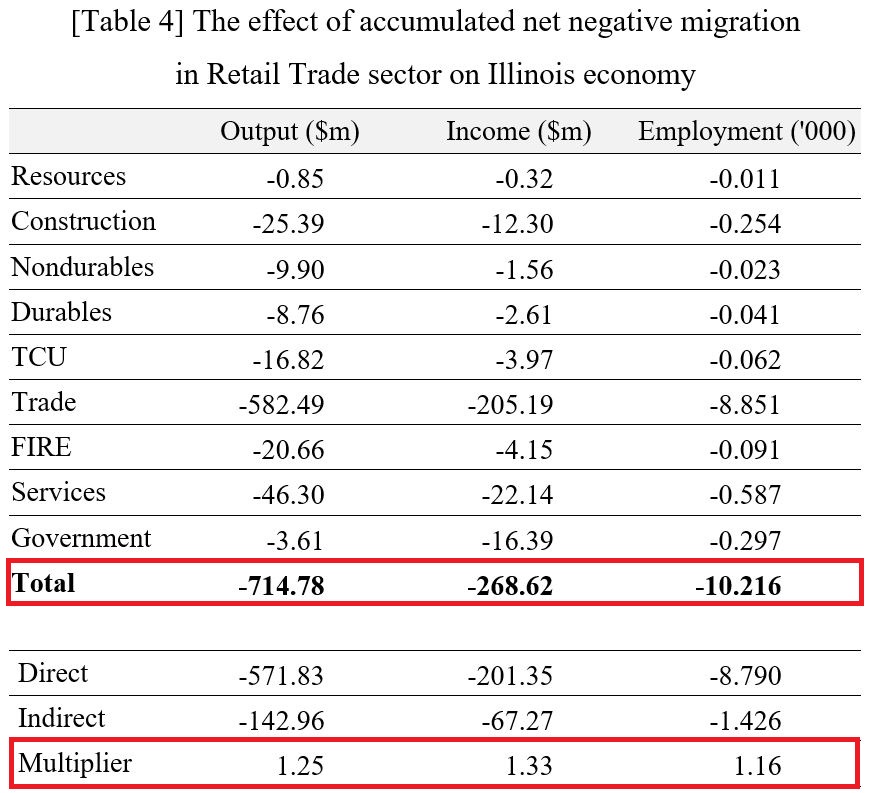 [Table 4] The effect of accumulated net negative migration
in Retail Trade sector on Illinois economy
Output ($m) Income ($m) Employment ('000)
Resources -0.85 -0.32 -0.011
Construction -25.39 -12.30 -0.254
Nondurables -9.90 -1.56 -0.023
Durables -8.76 -2.61 -0.041
TCU -16.82 -3.97 -0.062
Trade -582.49 -205.19 -8.851
FIRE -20.66 -4.15 -0.091
Services -46.30 -22.14 -0.587
Government -3.61 -16.39 -0.297
Total -714.78 -268.62 -10.216
Direct -571.83 -201.35 -8.790
Indirect -142.96 -67.27 -1.426
Multiplier 1.25 1.33 1.16